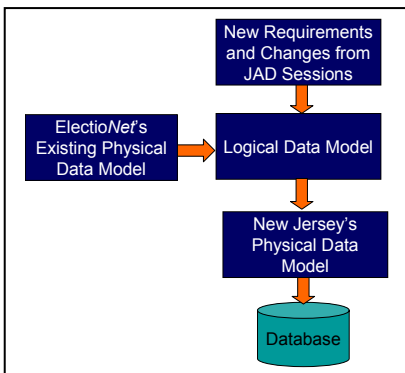 New Requirements
and Changes from
JAD Sessions
ElectioNet's
Existing Physical
Data Model
Logical Data Model
New Jersey's
Physical Data
Model
Database